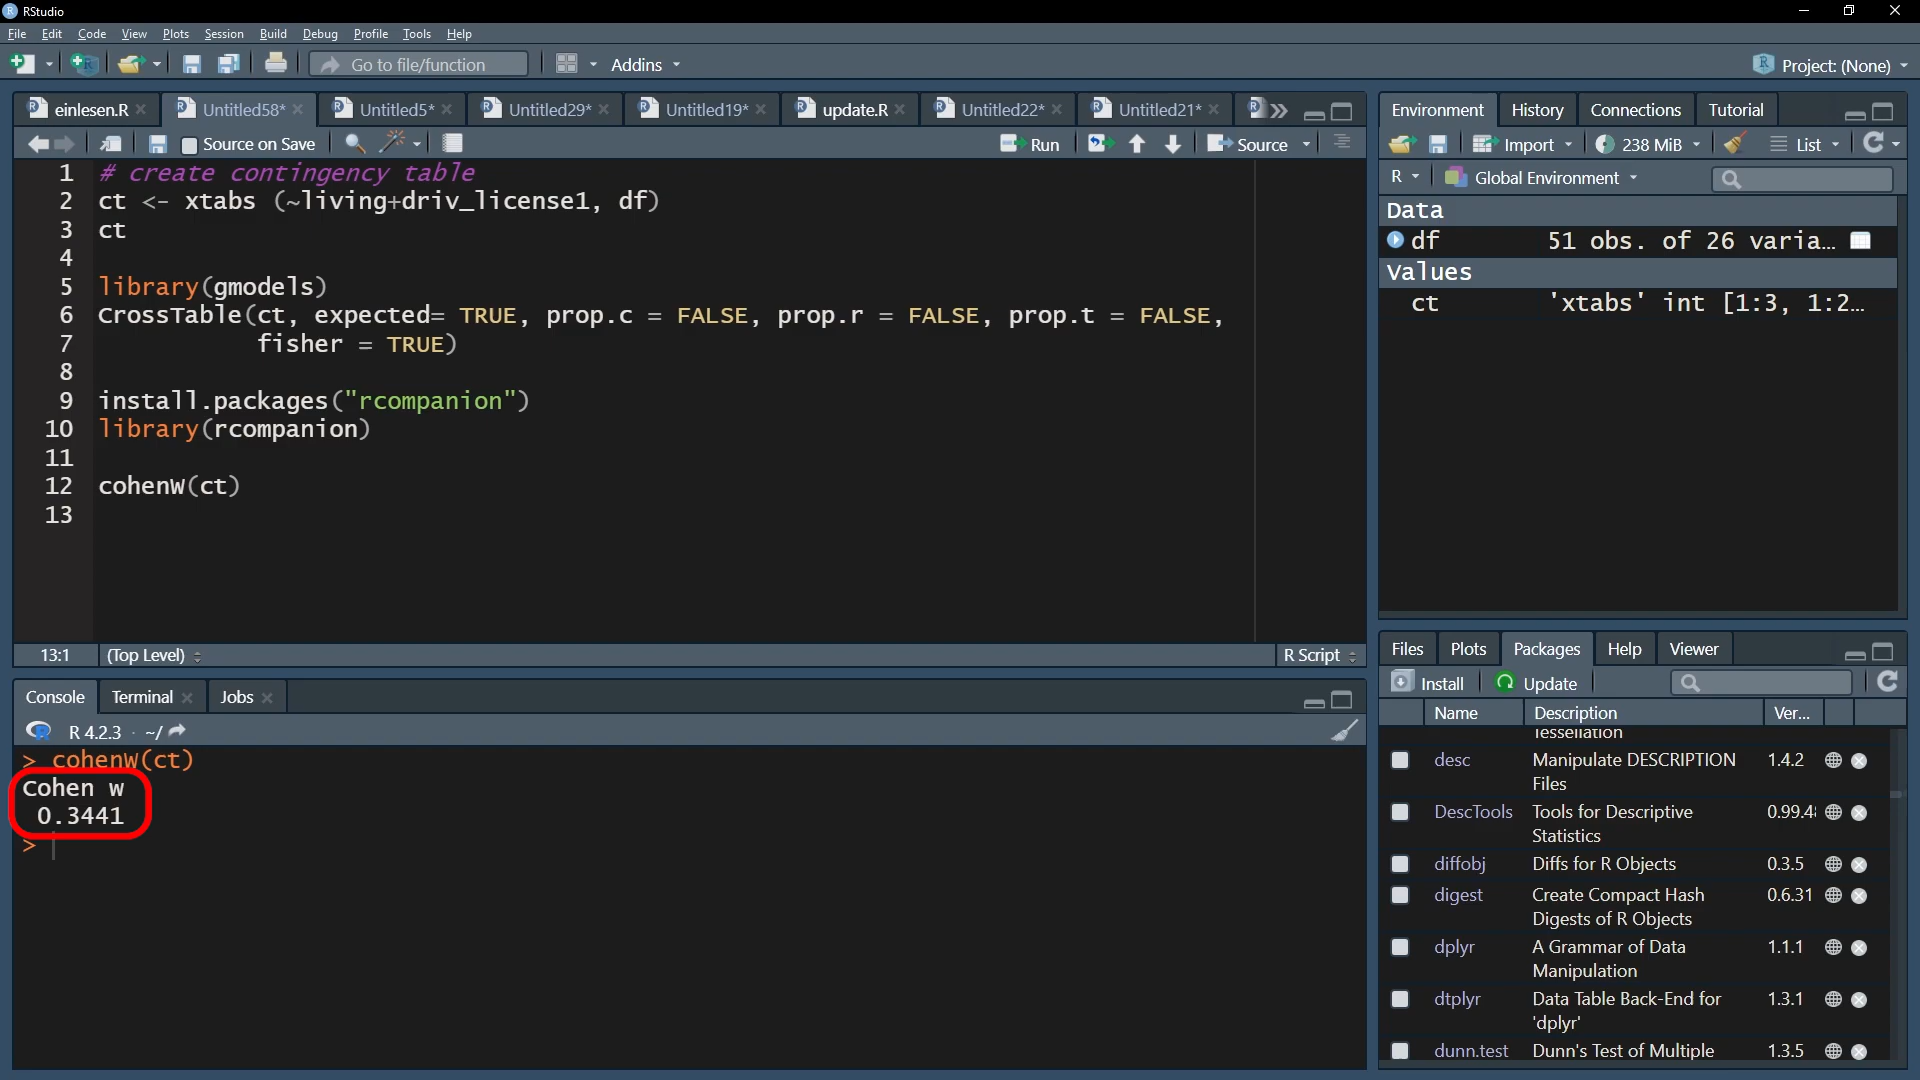 RStudio
File Edit Code View Plots Session Build Debug Profile Tools Help
Go to file/function Addins Project: (None)
einlesen.R Untitled58* Untitled5* Untitled29* Untitled19* update.R Untitled22* Untitled21*
Source on Save Run Source
1 # create contingency table
2 ct <- xtabs (~living+driv_license1, df)
3 ct
4
5 library(gmodels)
6 CrossTable(ct, expected= TRUE, prop.c = FALSE, prop.r = FALSE, prop.t = FALSE,
7 fisher = TRUE)
8
9 install.packages("rcompanion")
10 library(rcompanion)
11
12 cohenW(ct)
13
13:1 (Top Level) R Script
Console Terminal Jobs
R 4.2.3 · ~/
> cohenW(ct)
Cohen w
0.3441
>
Environment History Connections Tutorial
Import 238 MiB List
R Global Environment
Data
df 51 obs. of 26 varia…
Values
ct 'xtabs' int [1:3, 1:2…
Files Plots Packages Help Viewer
Install Update
Name Description Ver...
Tessellation
desc Manipulate DESCRIPTION 1.4.2
Files
DescTools Tools for Descriptive 0.99.4
Statistics
diffobj Diffs for R Objects 0.3.5
digest Create Compact Hash 0.6.31
Digests of R Objects
dplyr A Grammar of Data 1.1.1
Manipulation
dtplyr Data Table Back-End for 1.3.1
'dplyr'
dunn.test Dunn's Test of Multiple 1.3.5